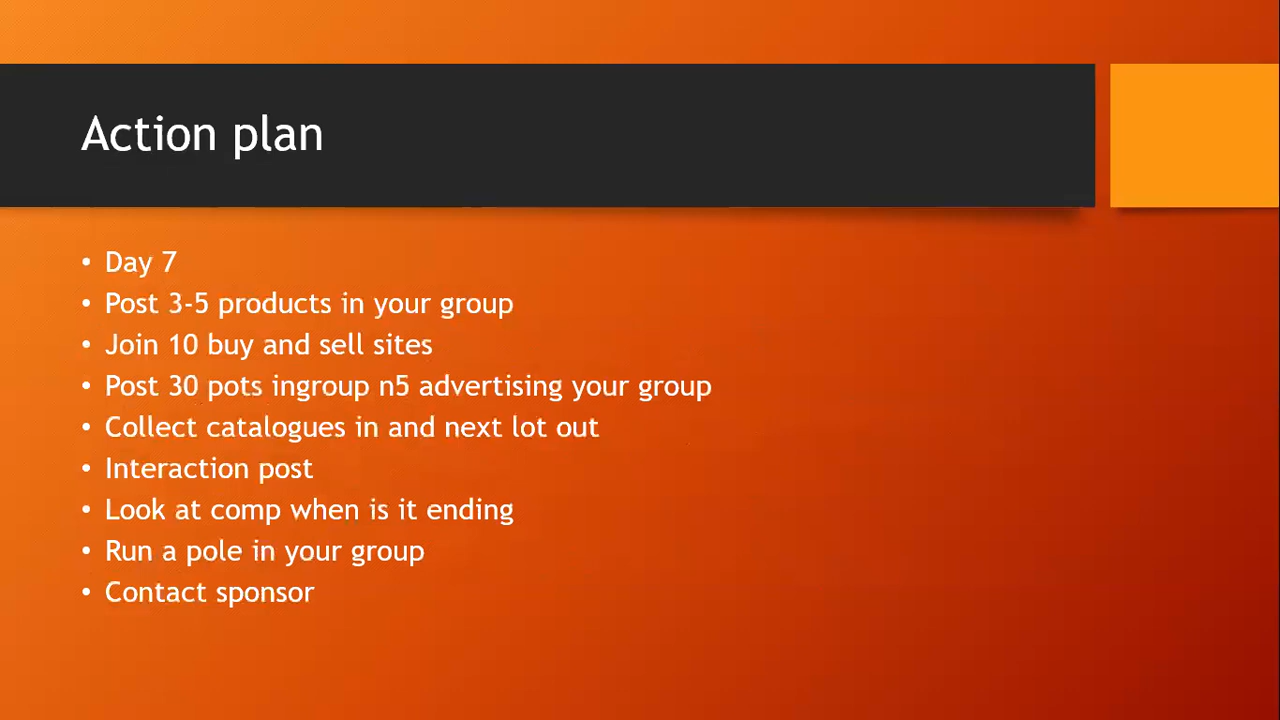 Action plan
• Day 7
• Post 3-5 products in your group
• Join 10 buy and sell sites
• Post 30 pots ingroup n5 advertising your group
• Collect catalogues in and next lot out
• Interaction post
• Look at comp when is it ending
• Run a pole in your group
• Contact sponsor